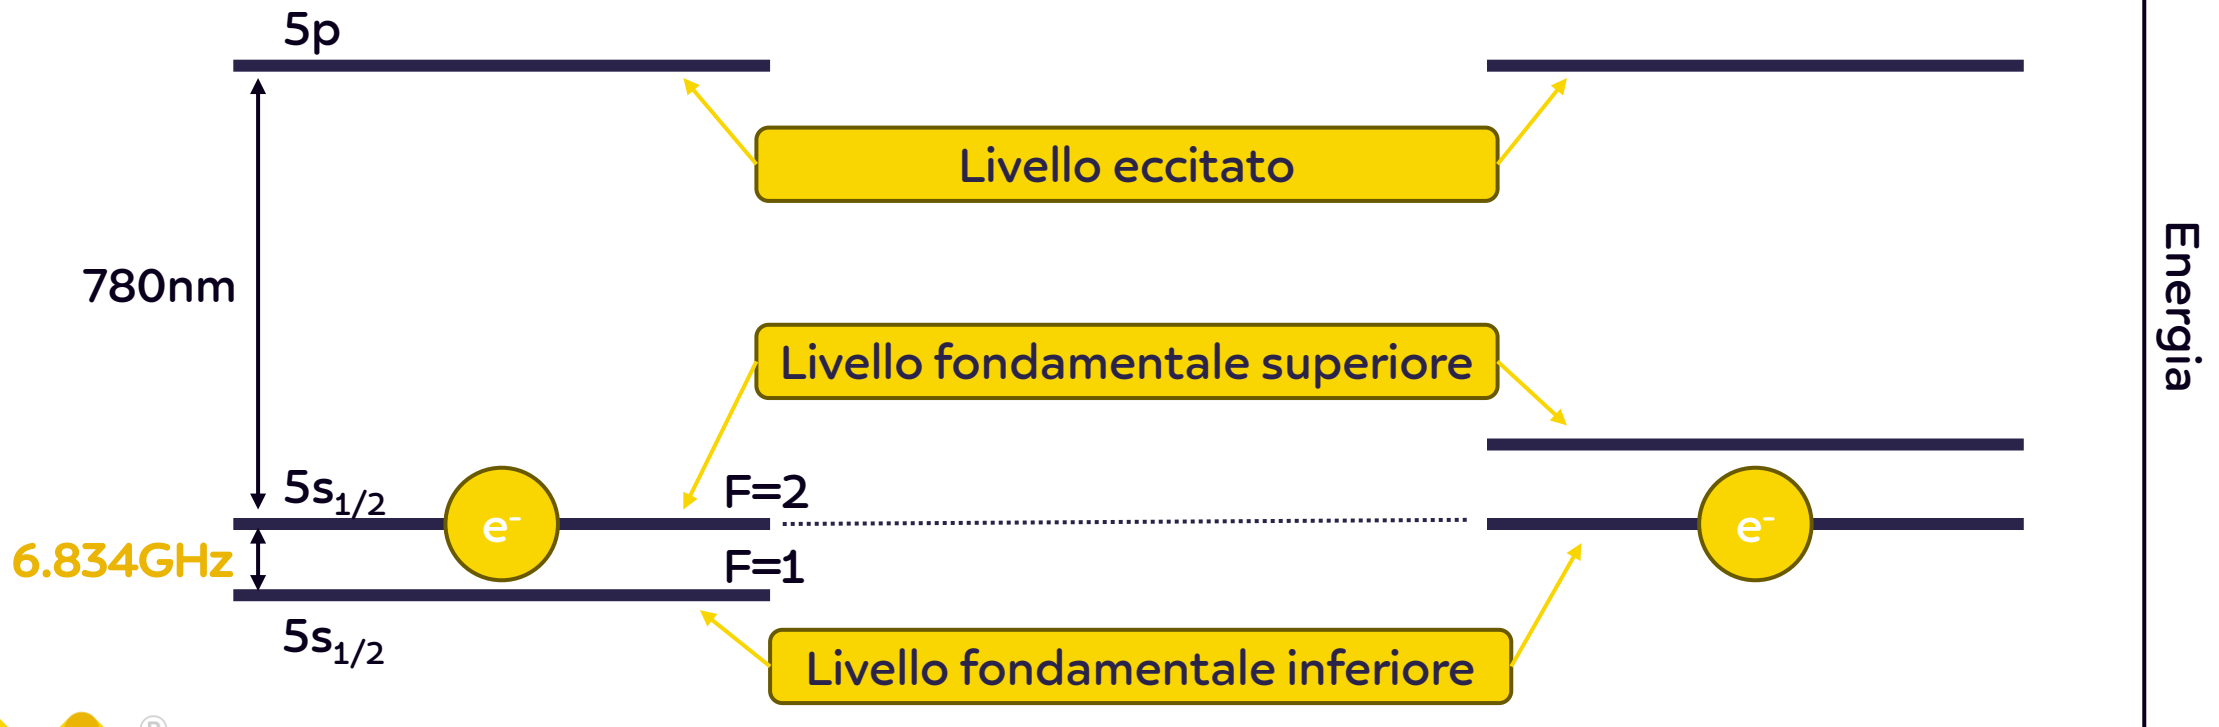 5p
Livello eccitato
780nm
Energia
Livello fondamentale superiore
5s1/2
F=2
e-
e-
6.834GHz
F=1
5s1/2
Livello fondamentale inferiore
®